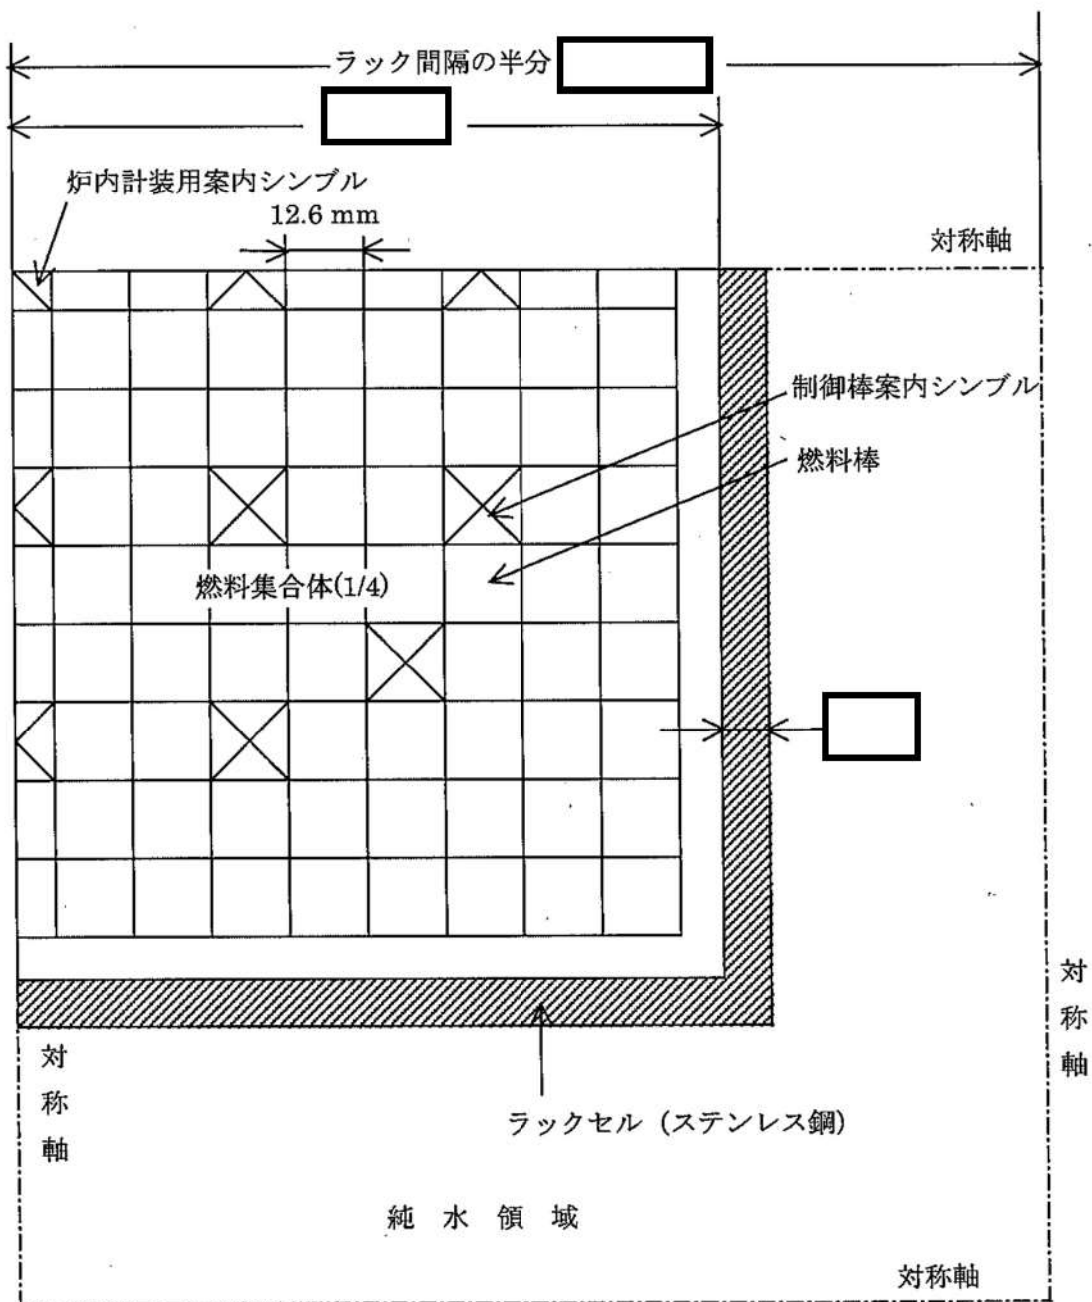 ラック間隔の半分
炉内計装用案内シンブル
12.6 mm
対称軸
制御棒案内シンブル
燃料棒
燃料集合体(1/4)
対称軸
対称軸
ラックセル（ステンレス鋼）
純水領域
対称軸